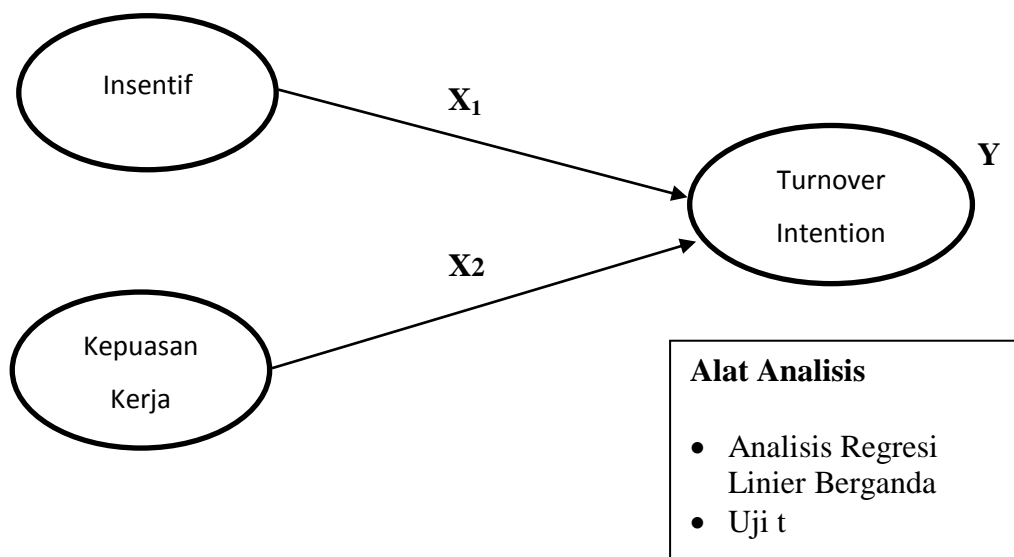 Insentif
X₁
Turnover
Intention
Y
X2
Kepuasan
Kerja
Alat Analisis
• Analisis Regresi
Linier Berganda
• Uji t